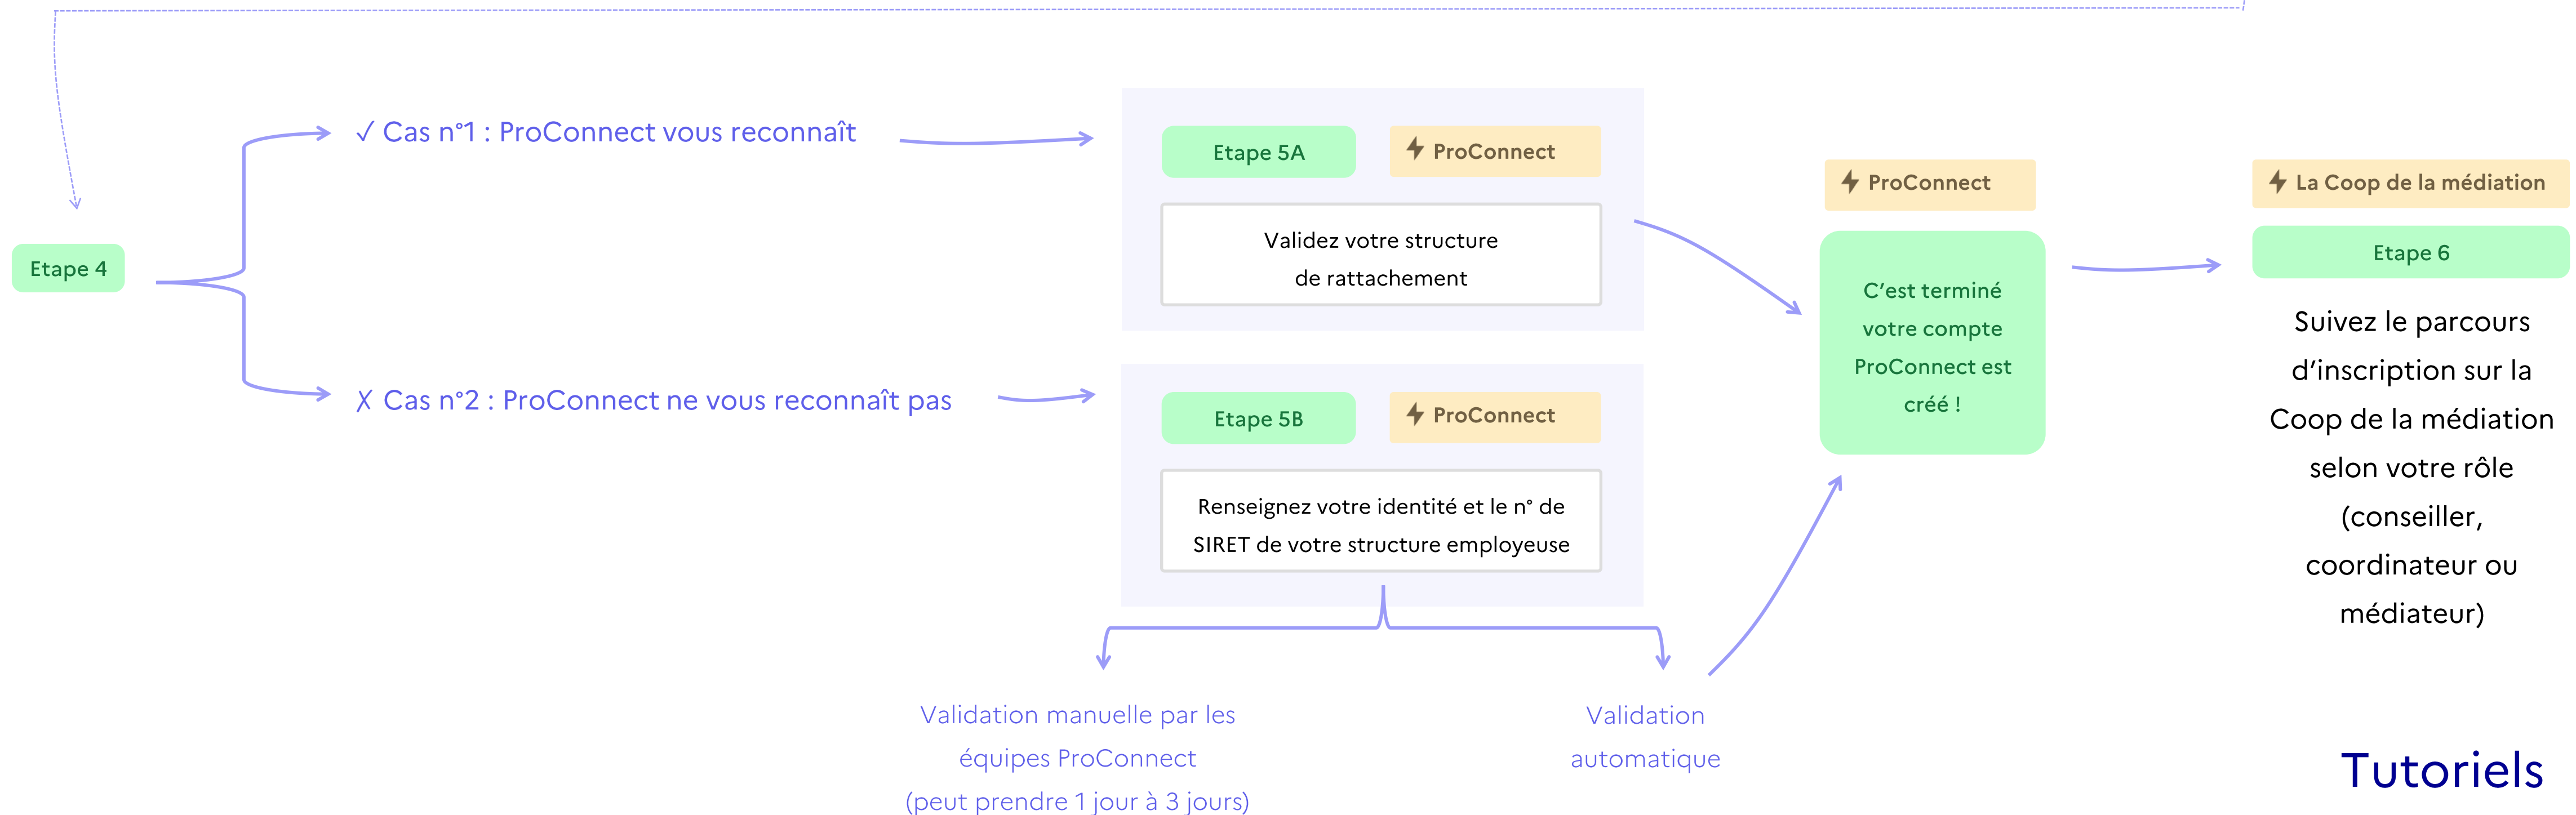 Etape 4
✓ Cas n°1 : ProConnect vous reconnaît
✗ Cas n°2 : ProConnect ne vous reconnaît pas
Etape 5A
ProConnect
Validez votre structure
de rattachement
Etape 5B
ProConnect
Renseignez votre identité et le n° de
SIRET de votre structure employeuse
Validation manuelle par les
équipes ProConnect
(peut prendre 1 jour à 3 jours)
Validation
automatique
ProConnect
C’est terminé
votre compte
ProConnect est
créé !
La Coop de la médiation
Etape 6
Suivez le parcours
d’inscription sur la
Coop de la médiation
selon votre rôle
(conseiller,
coordinateur ou
médiateur)
Tutoriels